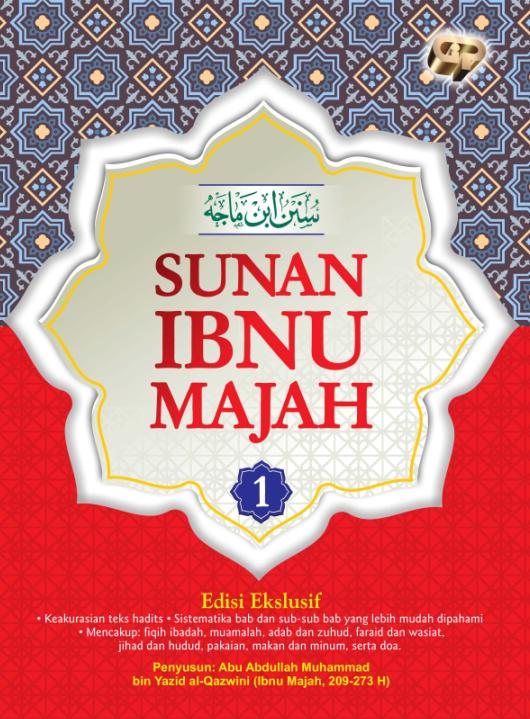 سُنَنُ ابْنِ مَاجَهْ
SUNAN
IBNU
MAJAH
1
Edisi Ekslusif
• Keakurasian teks hadits • Sistematika bab dan sub-sub bab yang lebih mudah dipahami
• Mencakup: fiqih ibadah, muamalah, adab dan zuhud, faraid dan wasiat,
jihad dan hudud, pakaian, makan dan minum, serta doa.
Penyusun: Abu Abdullah Muhammad
bin Yazid al-Qazwini (Ibnu Majah, 209-273 H)